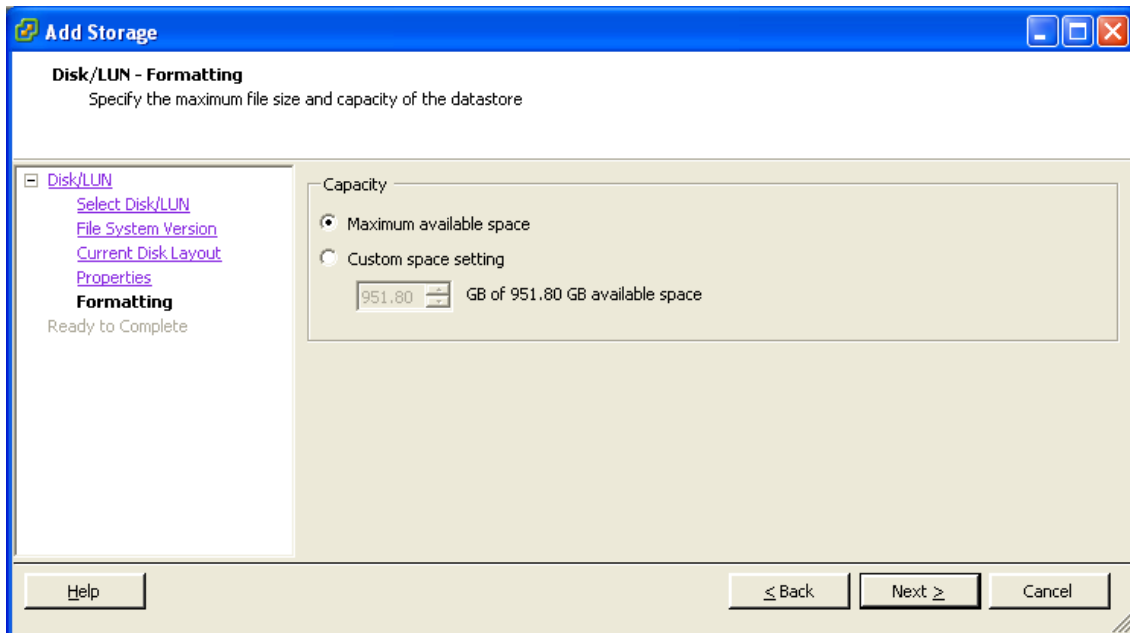 Add Storage
Disk/LUN - Formatting
Specify the maximum file size and capacity of the datastore
Disk/LUN
Select Disk/LUN
File System Version
Current Disk Layout
Properties
Formatting
Ready to Complete
Capacity
Maximum available space
Custom space setting
951.80 GB of 951.80 GB available space
Help
< Back
Next >
Cancel